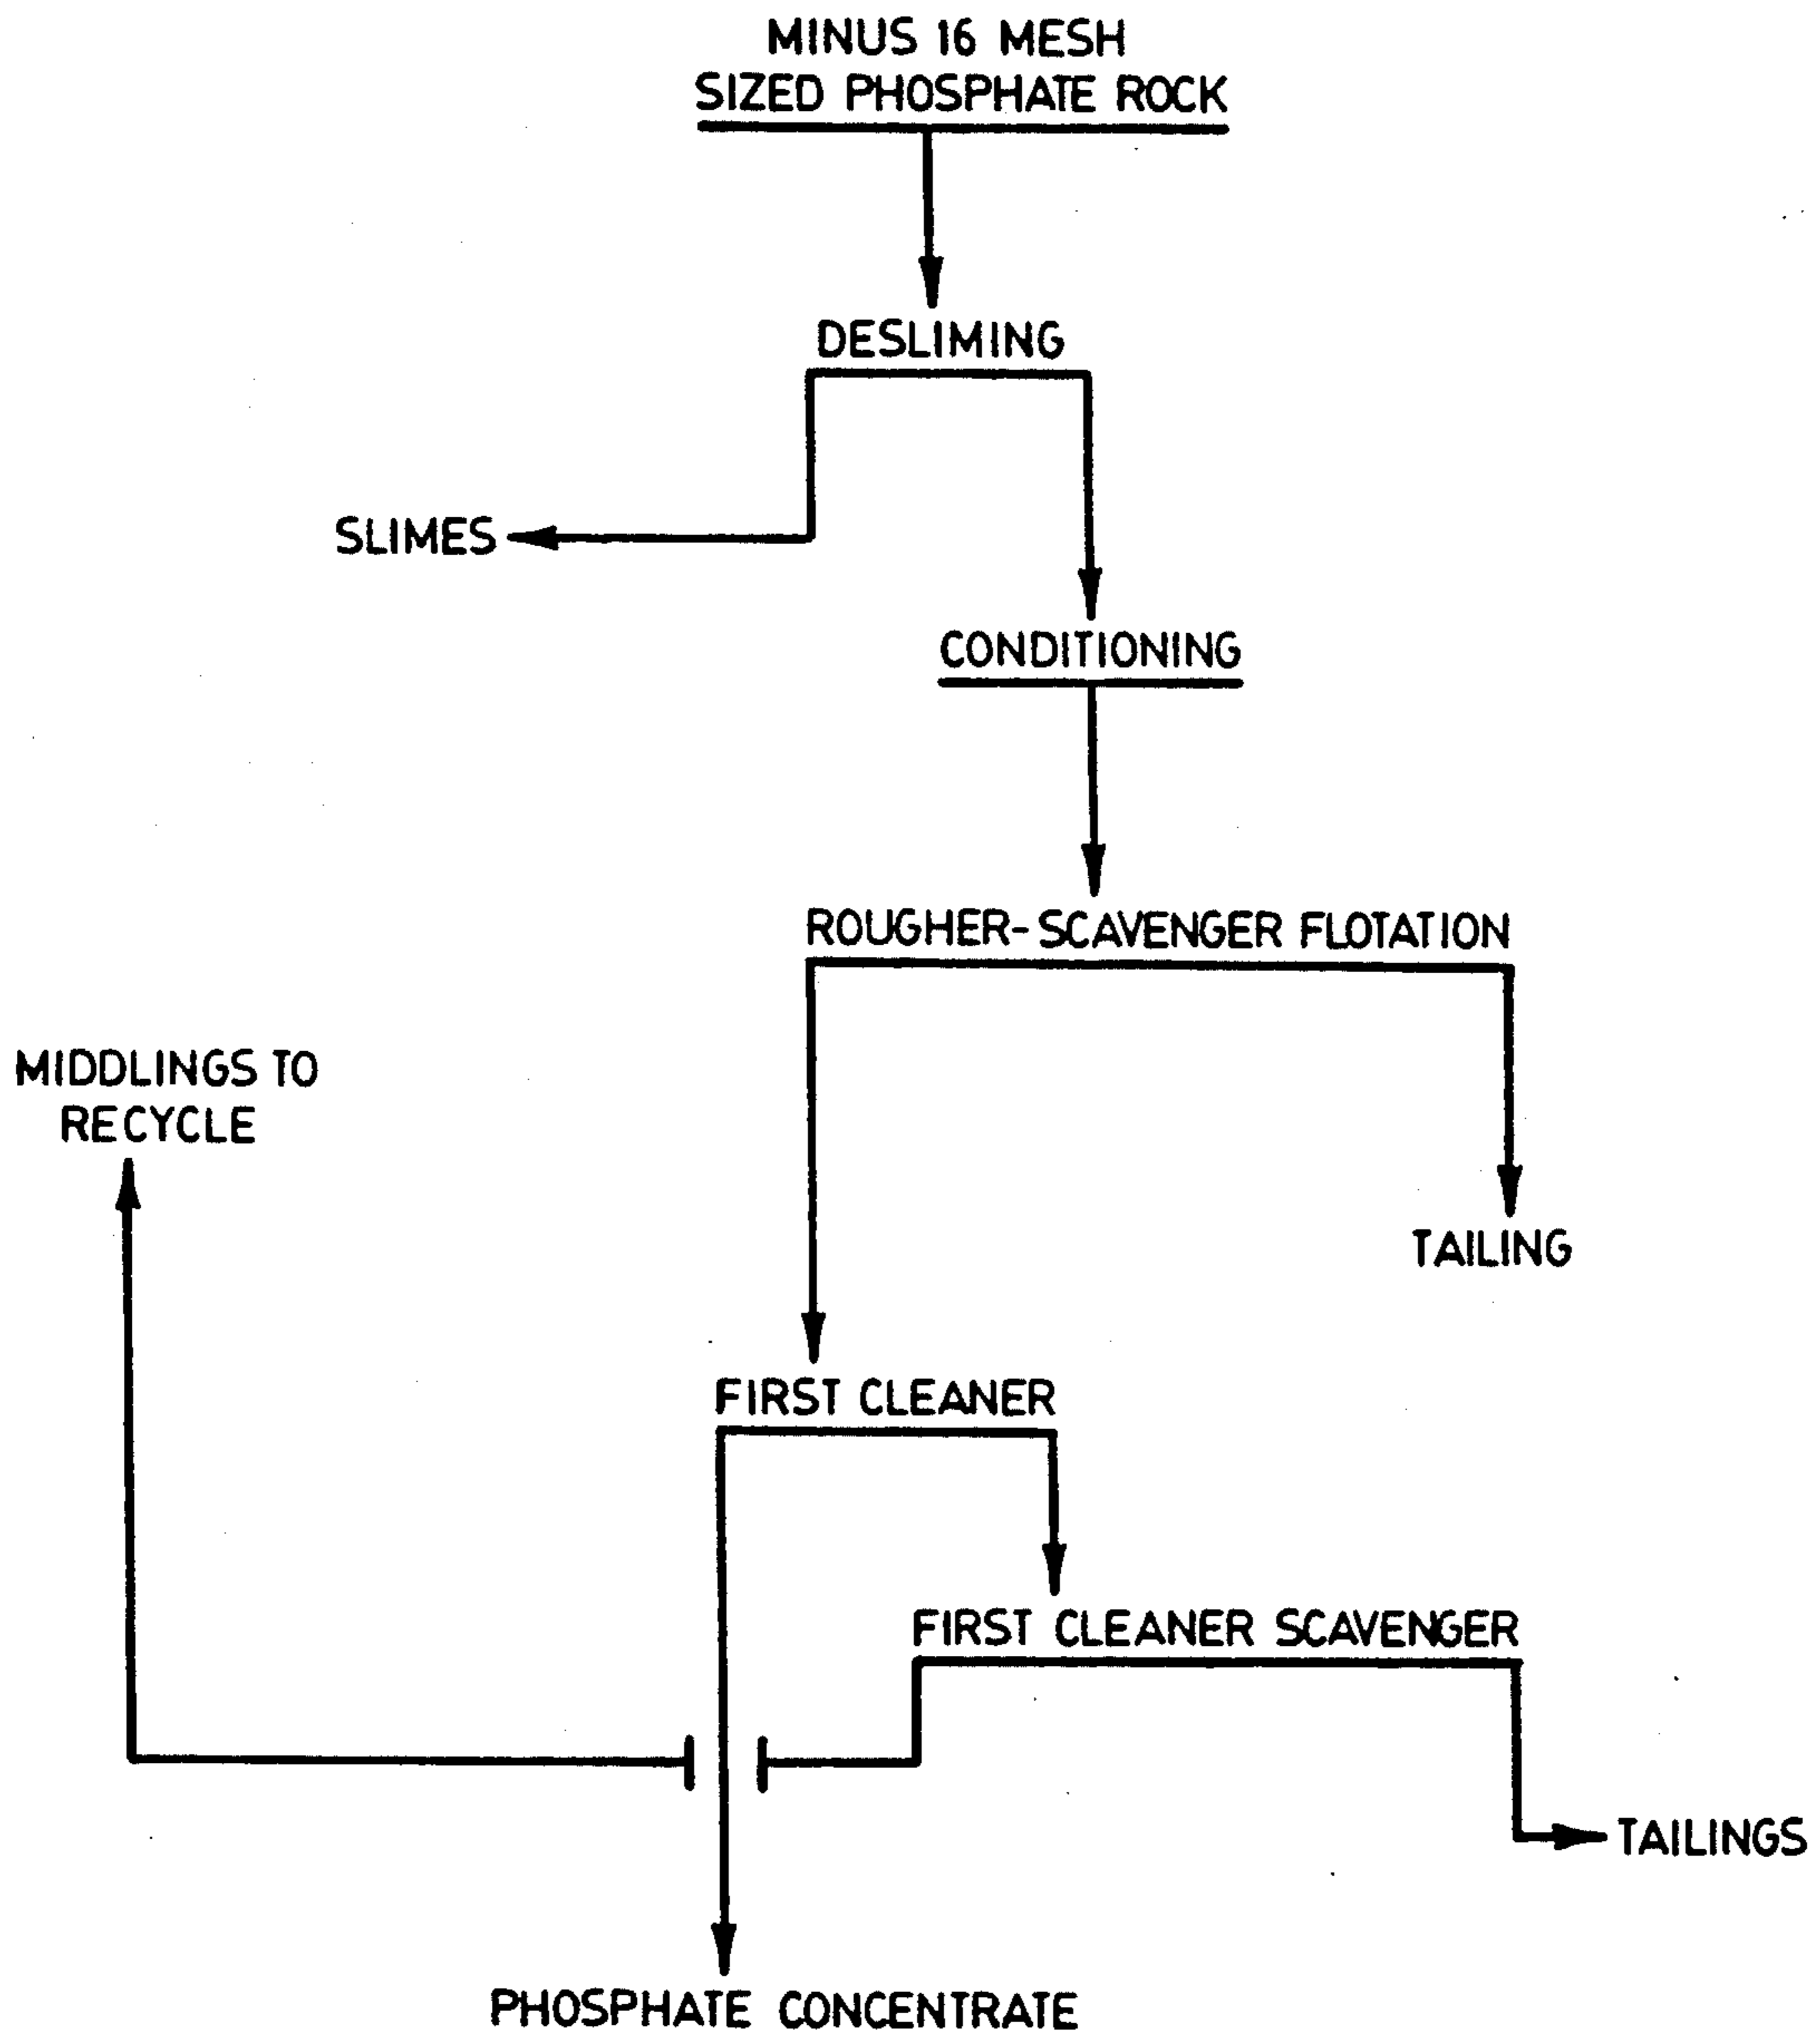 MINUS 16 MESH
SIZED PHOSPHATE ROCK
DESLIMING
SLIMES
CONDITIONING
ROUGHER-SCAVENGER FLOTATION
MIDDLINGS TO
RECYCLE
TAILING
FIRST CLEANER
FIRST CLEANER SCAVENGER
TAILINGS
PHOSPHATE CONCENTRATE